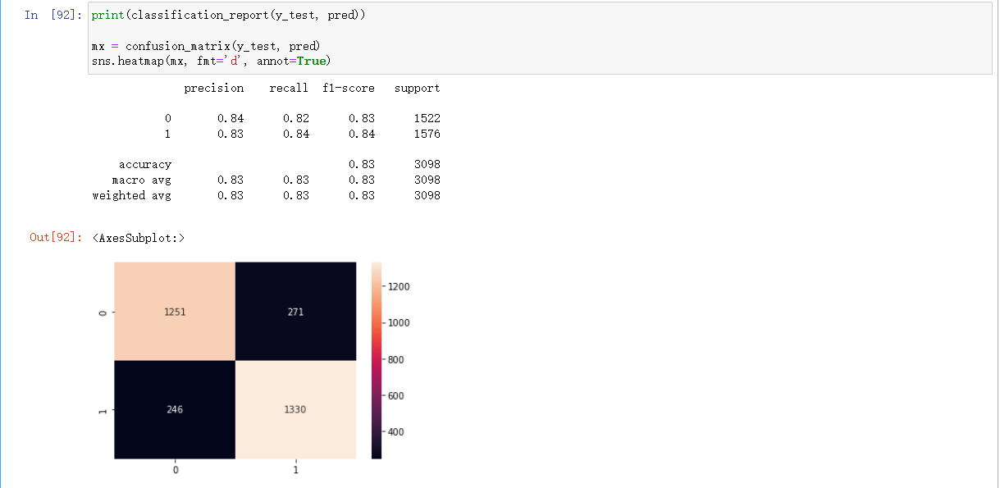 In [92]: print(classification_report(y_test, pred))
mx = confusion_matrix(y_test, pred)
sns.heatmap(mx, fmt='d', annot=True)
precision recall f1-score support
0 0.84 0.82 0.83 1522
1 0.83 0.84 0.84 1576
accuracy 0.83 3098
macro avg 0.83 0.83 0.83 3098
weighted avg 0.83 0.83 0.83 3098
Out[92]: <AxesSubplot:>
1200
0 1251 271
1000
800
600
1 246 1330
400
0 1